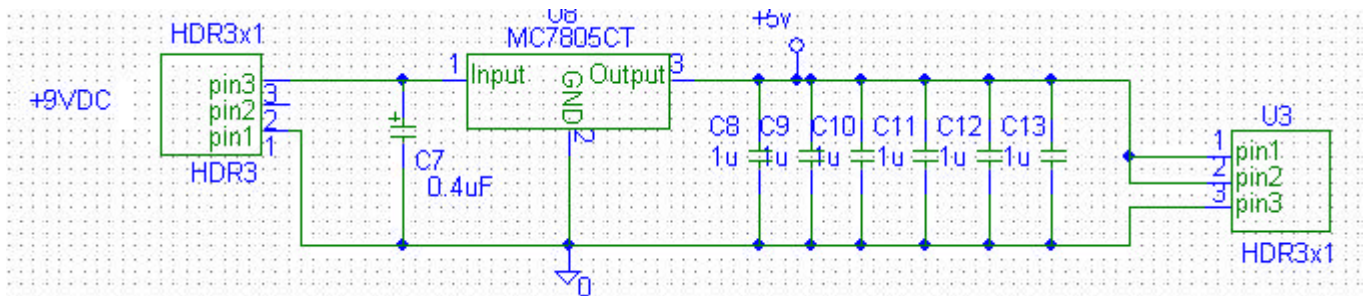 HDR3x1
+9VDC
pin3
3
pin2
2
pin1
1
HDR3
C7
0.4uF
U8
MC7805CT
1
Input
GND
2
Output
3
+5v
C8 C9 C10 C11 C12 C13
1u 1u 1u 1u 1u 1u
0
U3
1
pin1
2
pin2
3
pin3
HDR3x1